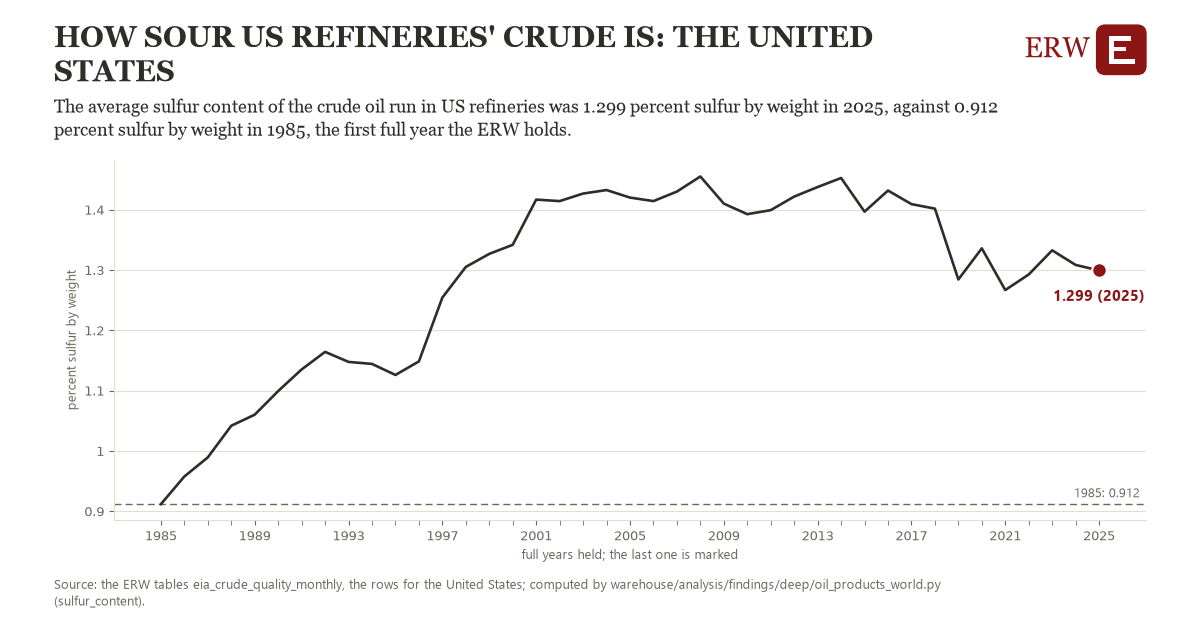 HOW SOUR US REFINERIES' CRUDE IS: THE UNITED
STATES
ERW E
The average sulfur content of the crude oil run in US refineries was 1.299 percent sulfur by weight in 2025, against 0.912
percent sulfur by weight in 1985, the first full year the ERW holds.
percent sulfur by weight
1.4
1.3
1.2
1.1
1
0.9
1.299 (2025)
1985: 0.912
1985 1989 1993 1997 2001 2005 2009 2013 2017 2021 2025
full years held; the last one is marked
Source: the ERW tables eia_crude_quality_monthly, the rows for the United States; computed by warehouse/analysis/findings/deep/oil_products_world.py
(sulfur_content).